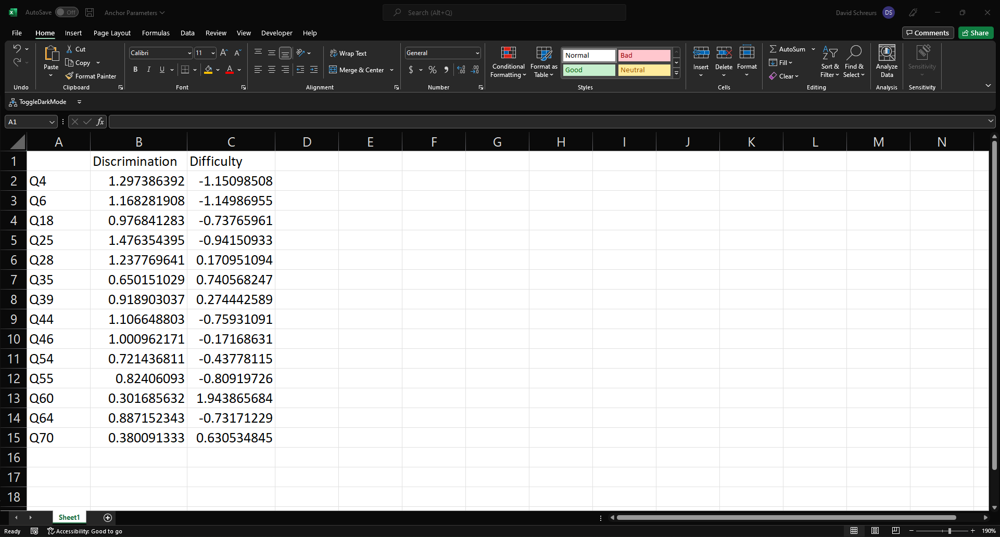 AutoSave Off Anchor Parameters Search (Alt+Q) David Schreurs DS
File Home Insert Page Layout Formulas Data Review View Developer Help Comments Share
Paste Cut Copy Format Painter
Calibri 11
B I U A
Wrap Text
Merge & Center
General
$ %
Conditional Formatting Format as Table
Normal Bad
Good Neutral
Insert Delete Format
AutoSum
Fill
Clear
Sort & Filter Find & Select
Analyze Data
Sensitivity
Undo Clipboard Font Alignment Number Styles Cells Editing Analysis Sensitivity
ToggleDarkMode
A1 fx
A B C D E F G H I J K L M N
1 Discrimination Difficulty
2 Q4 1.297386392 -1.15098508
3 Q6 1.168281908 -1.14986955
4 Q18 0.976841283 -0.73765961
5 Q25 1.476354395 -0.94150933
6 Q28 1.237769641 0.170951094
7 Q35 0.650151029 0.740568247
8 Q39 0.918903037 0.274442589
9 Q44 1.106648803 -0.75931091
10 Q46 1.000962171 -0.17168631
11 Q54 0.721436811 -0.43778115
12 Q55 0.82406093 -0.80919726
13 Q60 0.301685632 1.943865684
14 Q64 0.887152343 -0.73171229
15 Q70 0.380091333 0.630534845
16
17
18
Sheet1
Ready Accessibility: Good to go 190%